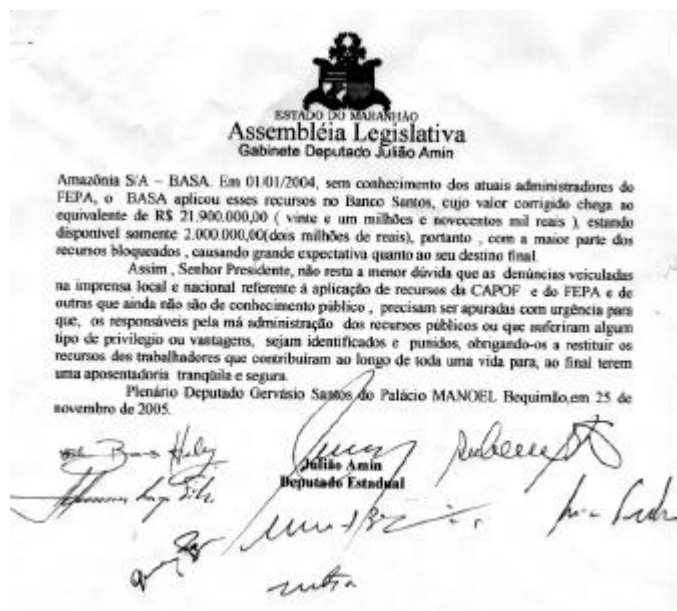 ESTADO DO MARANHÃO
Assembléia Legislativa
Gabinete Deputado Julião Amin
Amazônia S/A – BASA. Em 01/01/2004, sem conhecimento dos atuais administradores do
FEPA, o BASA aplicou esses recursos no Banco Santos, cujo valor corrigido chega ao
equivalente de R$ 21.900.000,00 ( vinte e um milhões e novecentos mil reais ), estando
disponível somente 2.000.000,00(dois milhões de reais), portanto , com a maior parte dos
recursos bloqueados , causando grande expectativa quanto ao seu destino final.
Assim , Senhor Presidente, não resta a menor dúvida que as denúncias veiculadas
na imprensa local e nacional referente à aplicação de recursos da CAPOF e do FEPA e de
outras que ainda não são de conhecimento público , precisam ser apuradas com urgência para
que, os responsáveis pela má administração dos recursos públicos ou que auferiram algum
tipo de privilegio ou vantagens, sejam identificados e punidos, obrigando-os a restituir os
recursos dos trabalhadores que contribuíram ao longo de toda uma vida para, ao final terem
uma aposentadoria tranqüila e segura.
Plenário Deputado Gervásio Santos do Palácio MANOEL Bequimão,em 25 de
novembro de 2005.
Julião Amin
Deputado Estadual